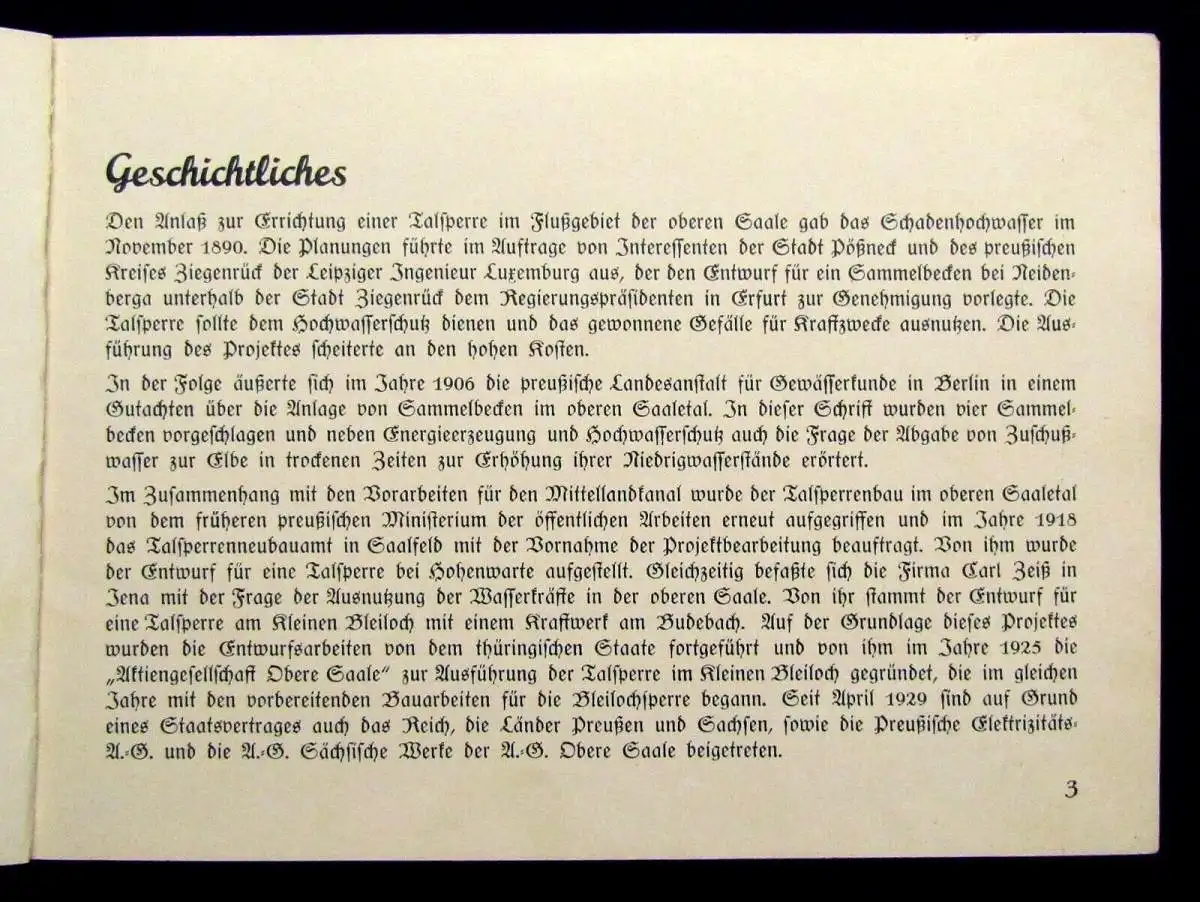 Geschichtliches
Den Anlaß zur Errichtung einer Talsperre im Flußgebiet der oberen Saale gab das Schadenhochwasser im
November 1890. Die Planungen führte im Auftrage von Interessenten der Stadt Pößneck und des preußischen
Kreises Ziegenrück der Leipziger Ingenieur Luxemburg aus, der den Entwurf für ein Sammelbecken bei Neiden-
berga unterhalb der Stadt Ziegenrück dem Regierungspräsidenten in Erfurt zur Genehmigung vorlegte. Die
Talsperre sollte dem Hochwasserschutz dienen und das gewonnene Gefälle für Kraftzwecke ausnutzen. Die Aus-
führung des Projektes scheiterte an den hohen Kosten.
In der Folge äußerte sich im Jahre 1906 die preußische Landesanstalt für Gewässerkunde in Berlin in einem
Gutachten über die Anlage von Sammelbecken im oberen Saaletal. In dieser Schrift wurden vier Sammel-
becken vorgeschlagen und neben Energieerzeugung und Hochwasserschutz auch die Frage der Abgabe von Zuschuß-
wasser zur Elbe in trockenen Zeiten zur Erhöhung ihrer Niedrigwasserstände erörtert.
Im Zusammenhang mit den Vorarbeiten für den Mittellandkanal wurde der Talsperrenbau im oberen Saaletal
von dem früheren preußischen Ministerium der öffentlichen Arbeiten erneut aufgegriffen und im Jahre 1918
das Talsperrenneubauamt in Saalfeld mit der Vornahme der Projektbearbeitung beauftragt. Von ihm wurde
der Entwurf für eine Talsperre bei Hohenwarte aufgestellt. Gleichzeitig befaßte sich die Firma Carl Zeiß in
Jena mit der Frage der Ausnutzung der Wasserkräfte in der oberen Saale. Von ihr stammt der Entwurf für
eine Talsperre am Kleinen Bleiloch mit einem Kraftwerk am Budebach. Auf der Grundlage dieses Projektes
wurden die Entwurfsarbeiten von dem thüringischen Staate fortgeführt und von ihm im Jahre 1925 die
„Aktiengesellschaft Obere Saale“ zur Ausführung der Talsperre im Kleinen Bleiloch gegründet, die im gleichen
Jahre mit den vorbereitenden Bauarbeiten für die Bleilochsperre begann. Seit April 1929 sind auf Grund
eines Staatsvertrages auch das Reich, die Länder Preußen und Sachsen, sowie die Preußische Elektrizitäts-
A.-G. und die A.-G. Sächsische Werke der A.-G. Obere Saale beigetreten.
3